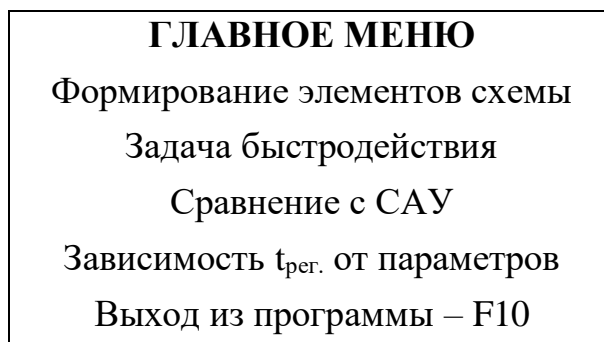 ГЛАВНОЕ МЕНЮ
Формирование элементов схемы
Задача быстродействия
Сравнение с САУ
Зависимость tрег. от параметров
Выход из программы – F10